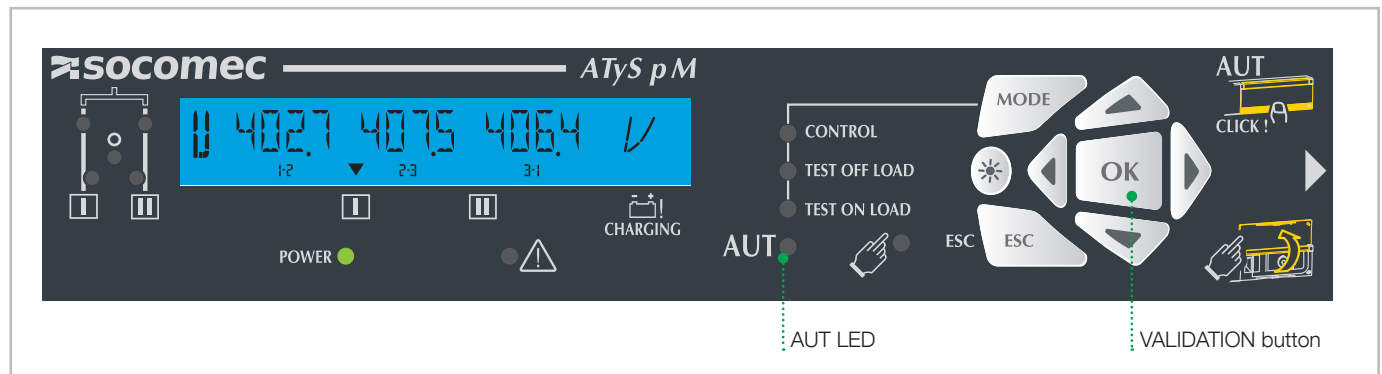 socomec ATyS p M
U 402.7 407.5 406.4 V
1-2 2-3 3-1
I II I II
CHARGING
POWER
CONTROL
TEST OFF LOAD
TEST ON LOAD
AUT
MODE
OK
ESC ESC
AUT
CLICK !
AUT LED
VALIDATION button